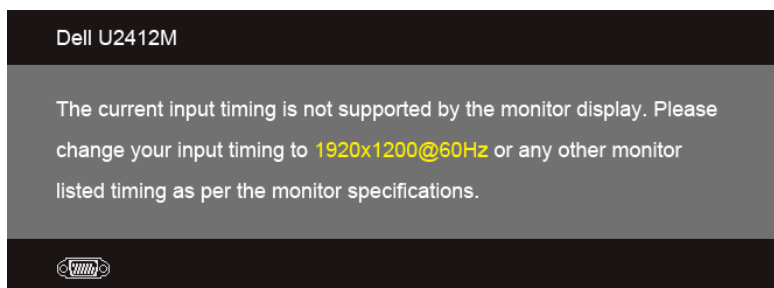 Dell U2412M
The current input timing is not supported by the monitor display. Please
change your input timing to 1920x1200@60Hz or any other monitor
listed timing as per the monitor specifications.